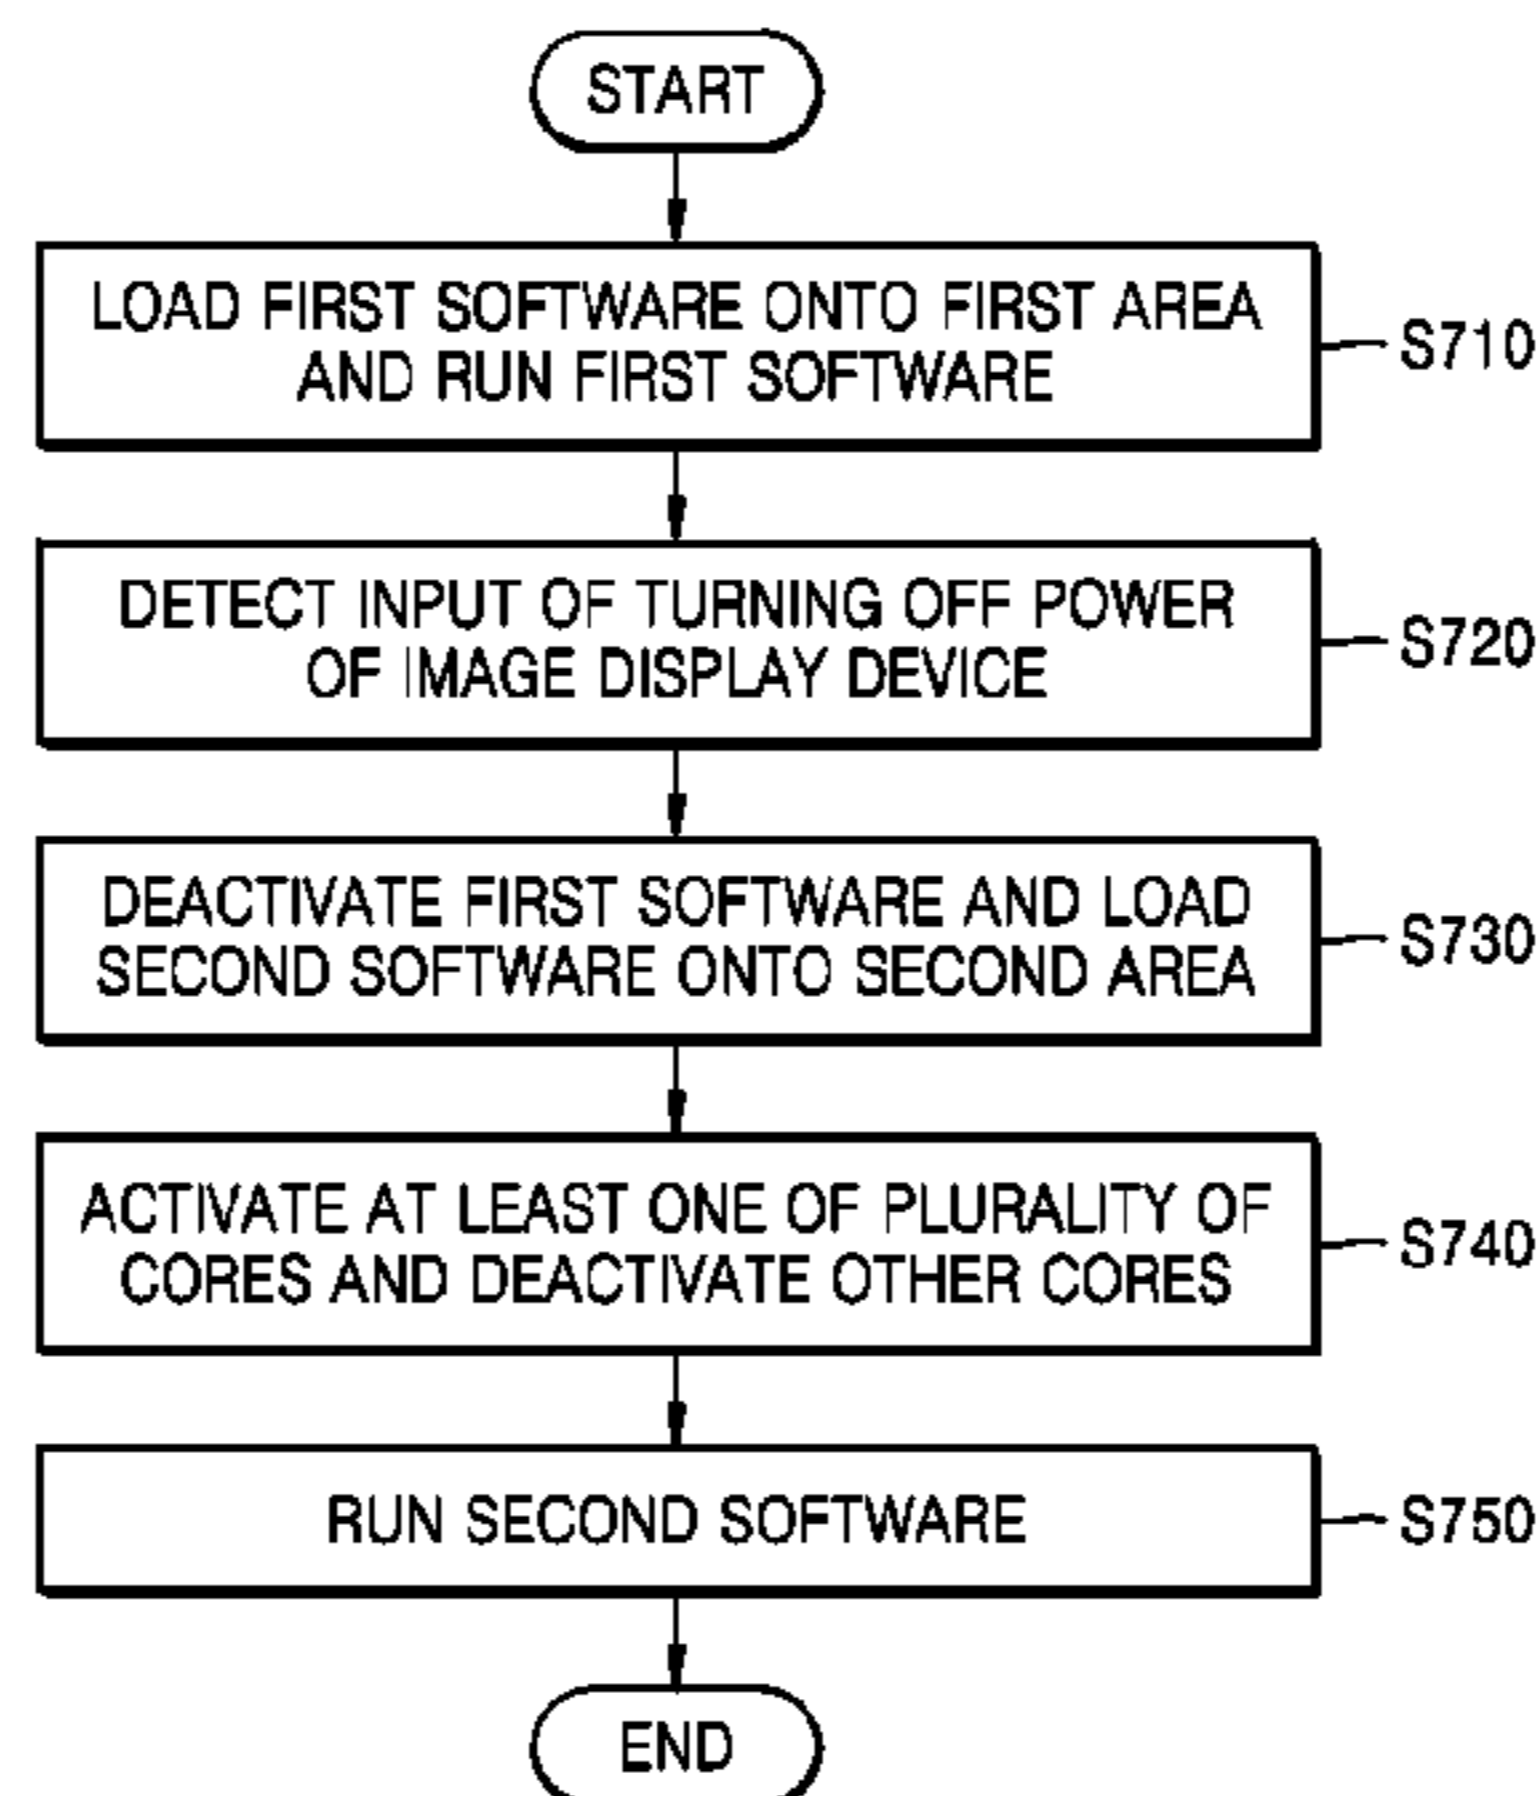 START
LOAD FIRST SOFTWARE ONTO FIRST AREA
AND RUN FIRST SOFTWARE
S710
DETECT INPUT OF TURNING OFF POWER
OF IMAGE DISPLAY DEVICE
S720
DEACTIVATE FIRST SOFTWARE AND LOAD
SECOND SOFTWARE ONTO SECOND AREA
S730
ACTIVATE AT LEAST ONE OF PLURALITY OF
CORES AND DEACTIVATE OTHER CORES
S740
RUN SECOND SOFTWARE
S750
END